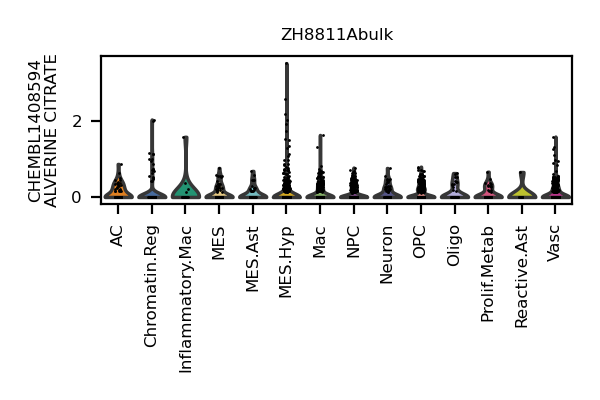 ZH8811Abulk
CHEMBL1408594
ALVERINE CITRATE
2
0
AC
Chromatin.Reg
Inflammatory.Mac
MES
MES.Ast
MES.Hyp
Mac
NPC
Neuron
OPC
Oligo
Prolif.Metab
Reactive.Ast
Vasc